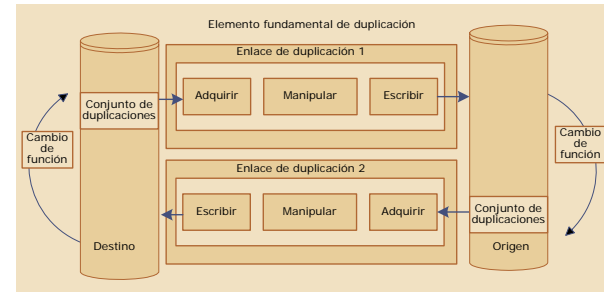 Elemento fundamental de duplicación
Enlace de duplicación 1
Adquirir
Manipular
Escribir
Conjunto de
duplicaciones
Cambio
de
función
Cambio
de
función
Enlace de duplicación 2
Escribir
Manipular
Adquirir
Conjunto de
duplicaciones
Destino
Origen